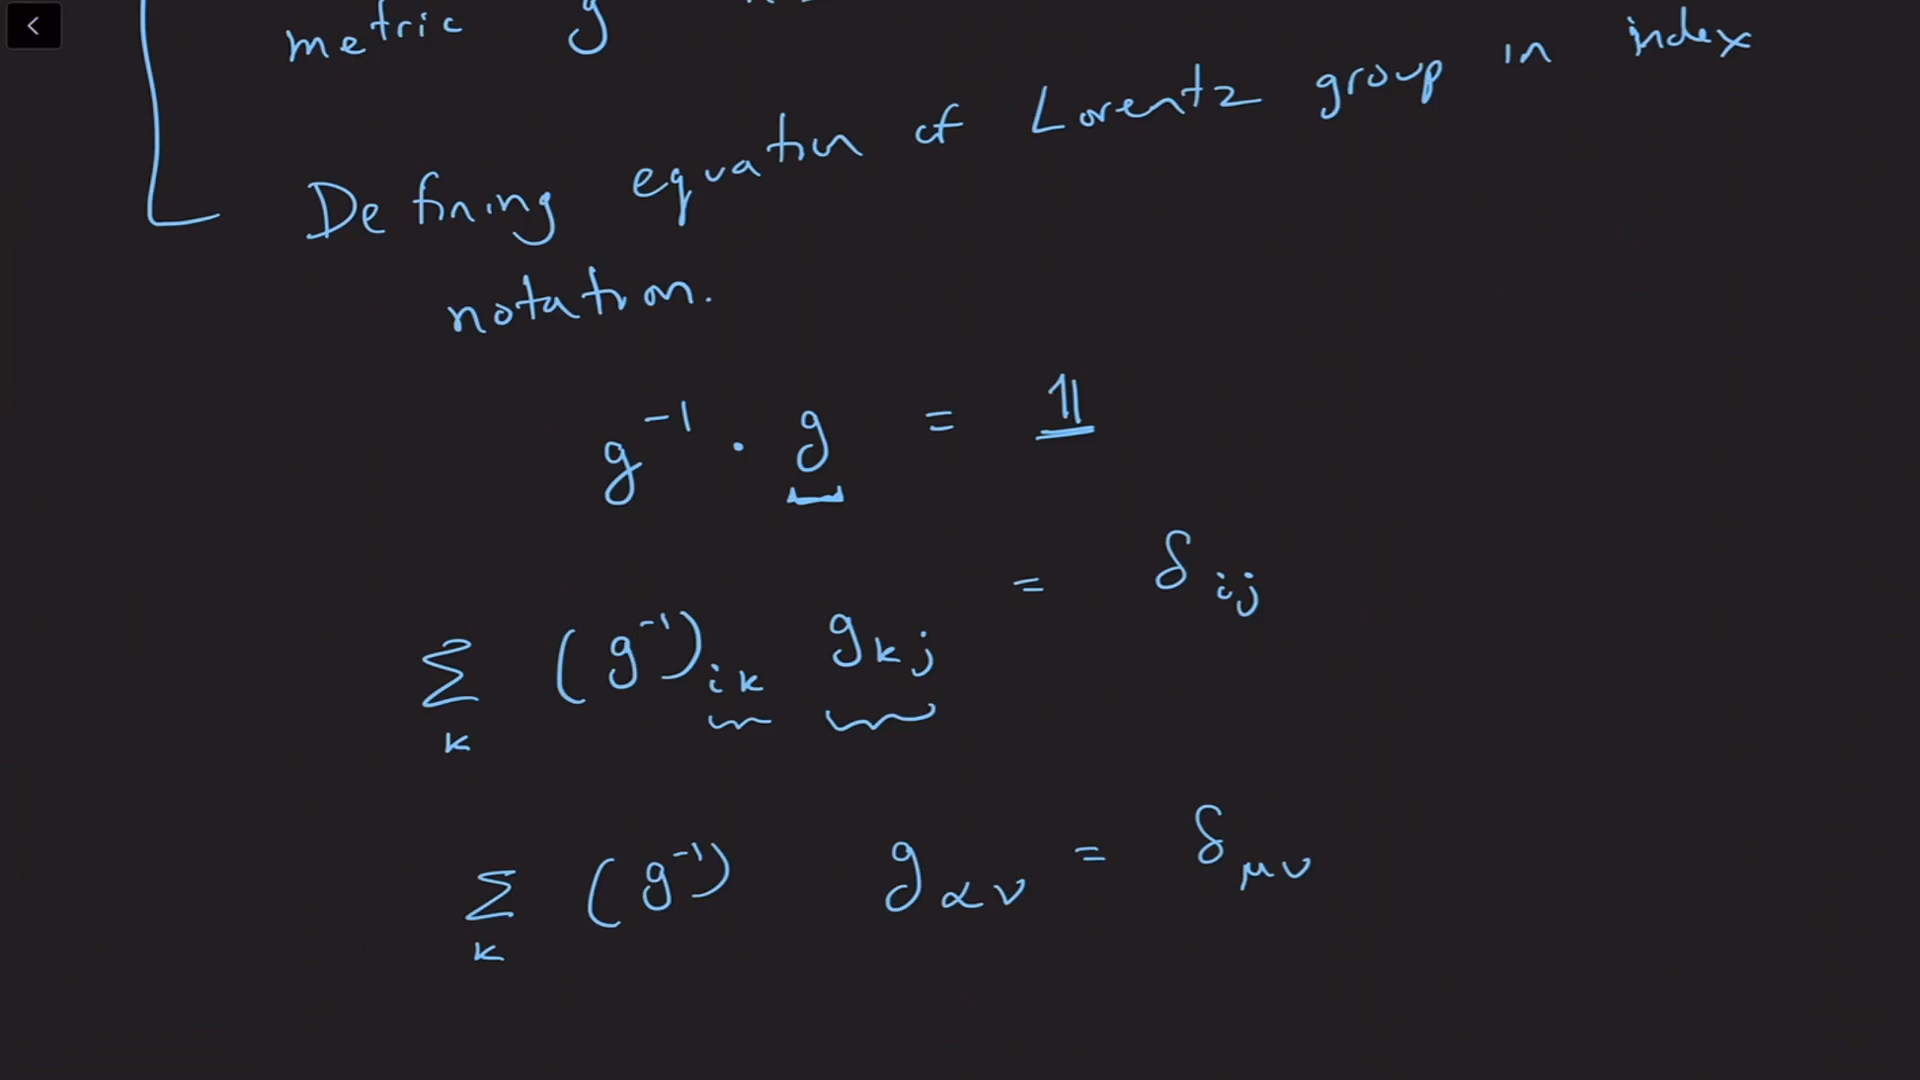 metric g
Defining equation of Lorentz group in index
notation.
g⁻¹ · g = 𝟙
Σ_k (g⁻¹)_{ik} g_{kj} = δ_{ij}
Σ_k (g⁻¹) g_{αν} = δ_{μν}